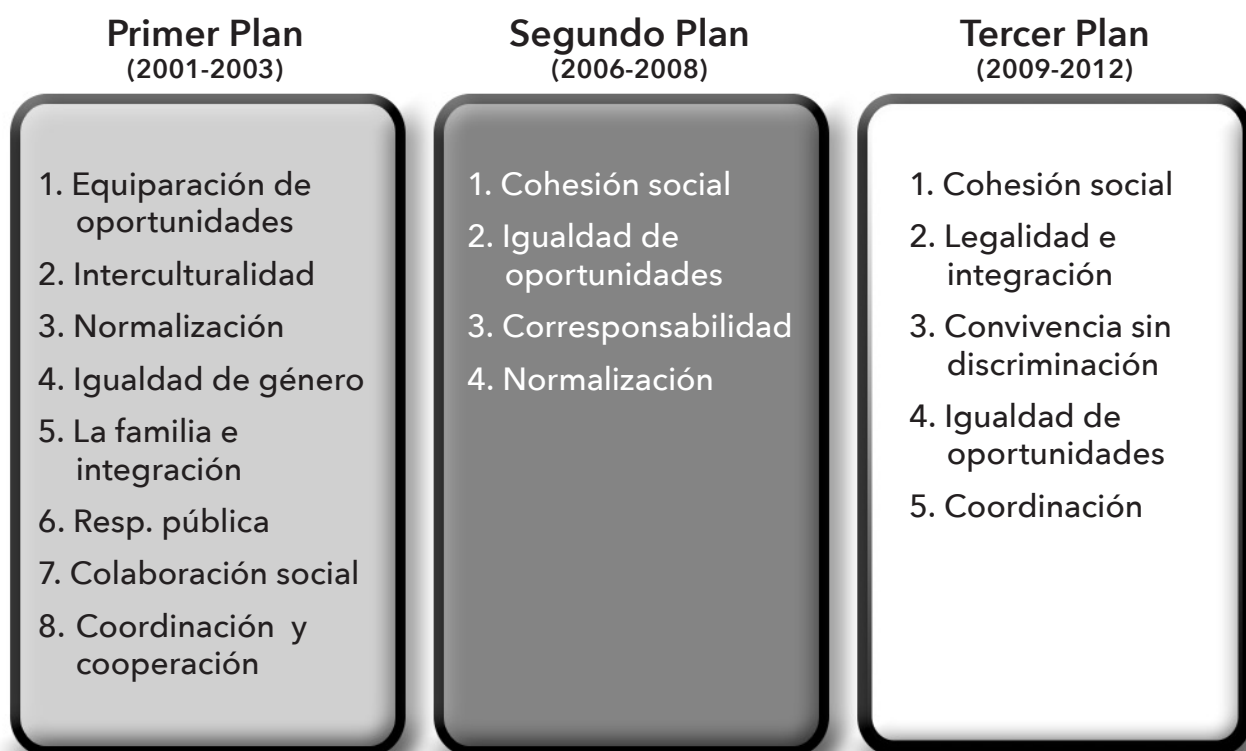 Primer Plan
(2001-2003)
1. Equiparación de
oportunidades
2. Interculturalidad
3. Normalización
4. Igualdad de género
5. La familia e
integración
6. Resp. pública
7. Colaboración social
8. Coordinación y
cooperación
Segundo Plan
(2006-2008)
1. Cohesión social
2. Igualdad de
oportunidades
3. Corresponsabilidad
4. Normalización
Tercer Plan
(2009-2012)
1. Cohesión social
2. Legalidad e
integración
3. Convivencia sin
discriminación
4. Igualdad de
oportunidades
5. Coordinación